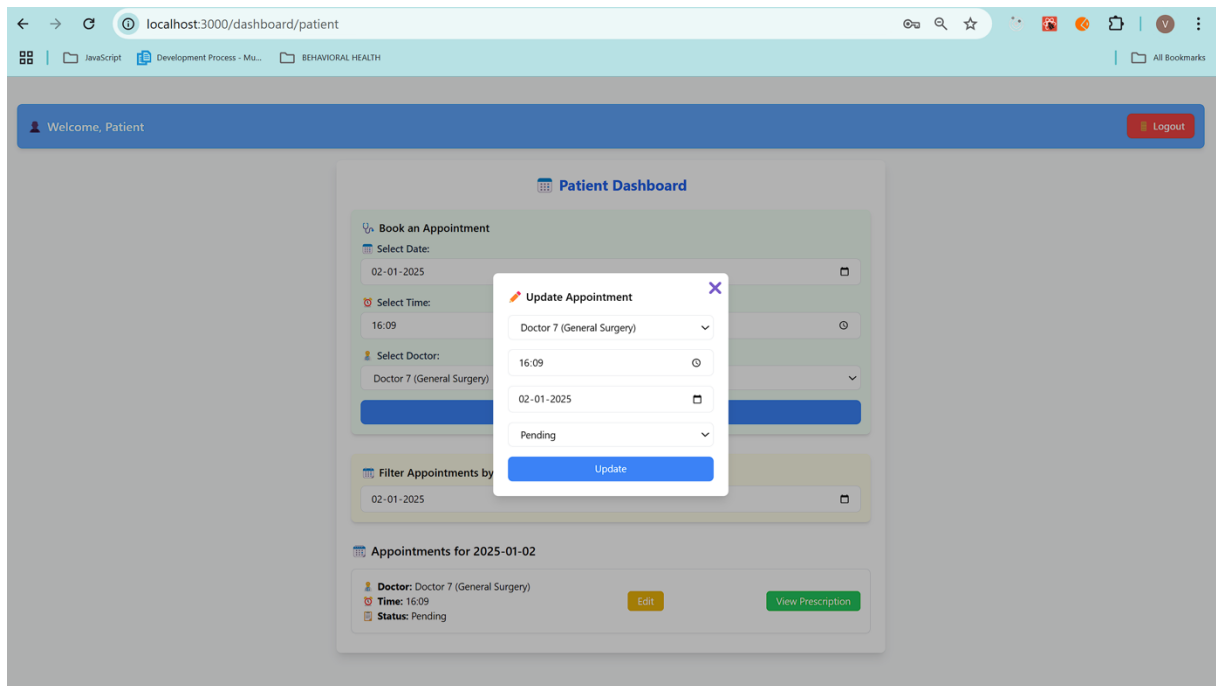 localhost:3000/dashboard/patient
JavaScript
Development Process - Mu...
BEHAVIORAL HEALTH
All Bookmarks
V
Welcome, Patient
Logout
Patient Dashboard
Book an Appointment
Select Date:
02-01-2025
Select Time:
16:09
Select Doctor:
Doctor 7 (General Surgery)
Update Appointment
Doctor 7 (General Surgery)
16:09
02-01-2025
Pending
Update
Filter Appointments by
02-01-2025
Appointments for 2025-01-02
Doctor: Doctor 7 (General Surgery)
Time: 16:09
Status: Pending
Edit
View Prescription